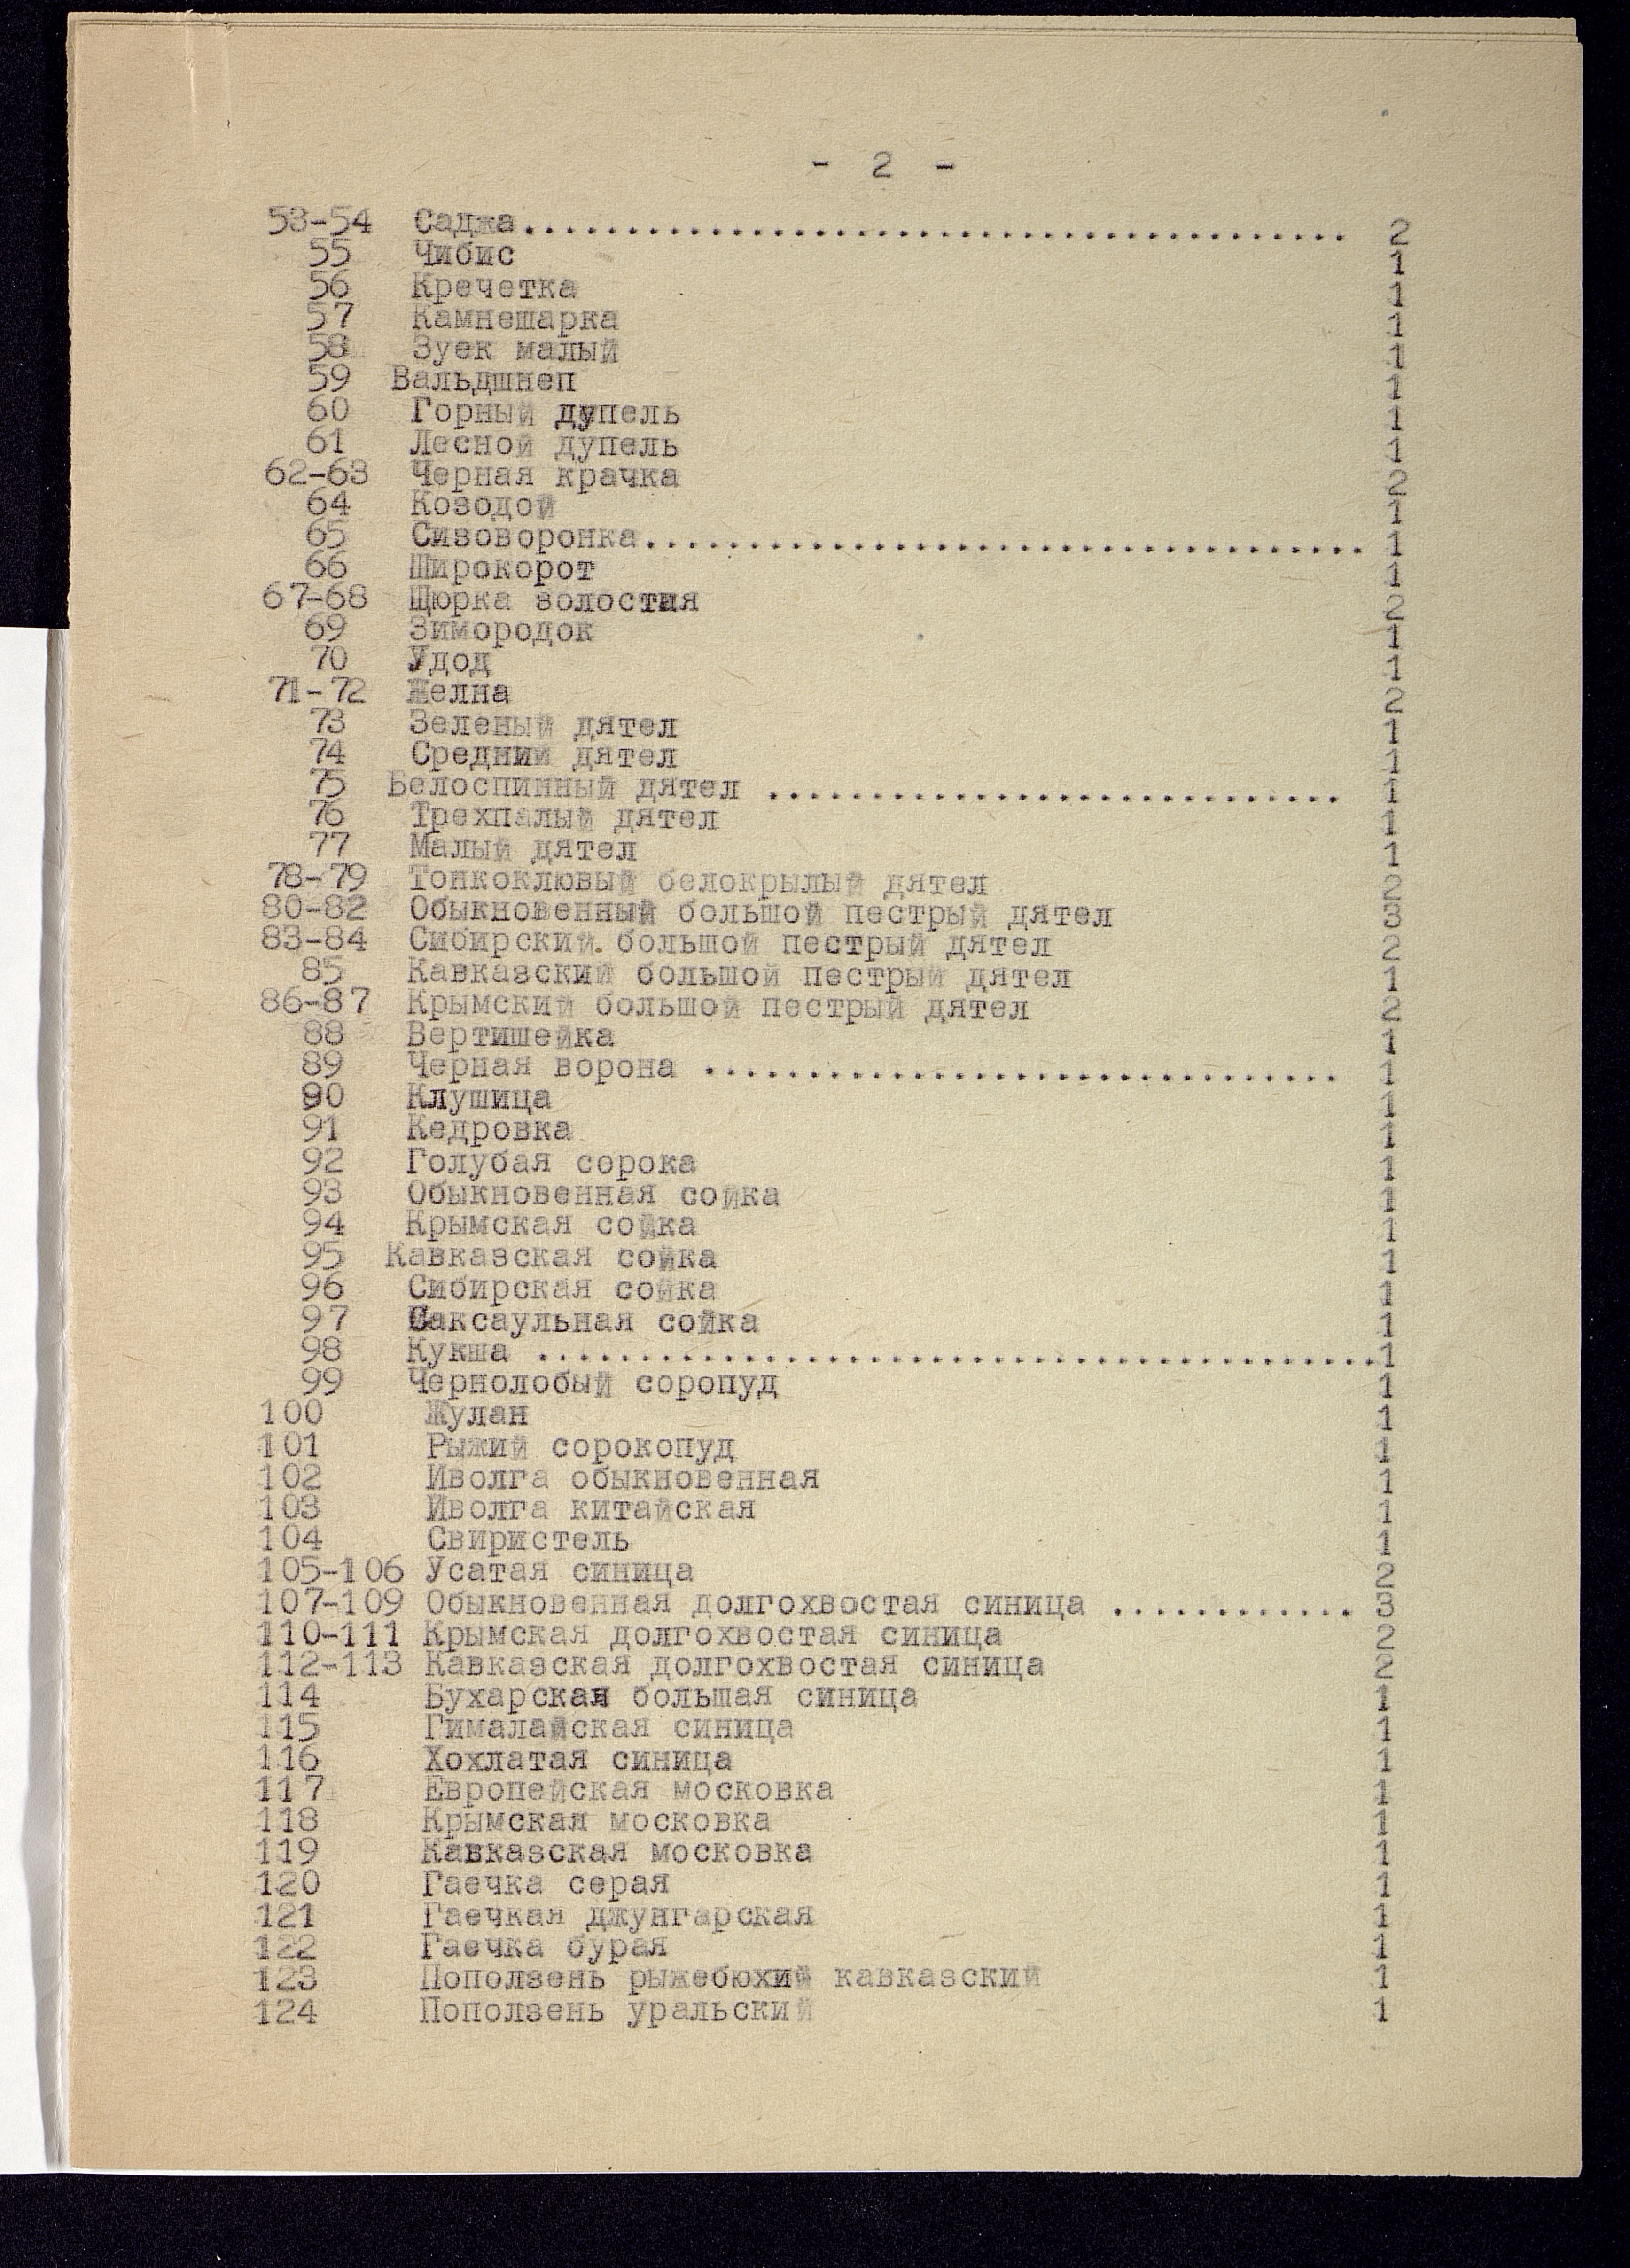 - 2 -
53-54 Саджа........................................ 2
55 Чибис 1
56 Кречетка 1
57 Камнешарка 1
58 Зуек малый 1
59 Вальдшнеп 1
60 Горный дупель 1
61 Лесной дупель 1
62-63 Черная крачка 2
64 Козодой 1
65 Сизоворонка................................... 1
66 Широкорот 1
67-68 Щюрка золостая 2
69 Зимородок 1
70 Удод 1
71-72 Желна 2
73 Зеленый дятел 1
74 Средний дятел 1
75 Белоспинный дятел ............................ 1
76 Трехпалый дятел 1
77 Малый дятел 1
78-79 Тонкоклювый белокрылый дятел 2
80-82 Обыкновенный большой пестрый дятел 3
83-84 Сибирский большой пестрый дятел 2
85 Кавказский большой пестрый дятел 1
86-87 Крымский большой пестрый дятел 2
88 Вертишейка 1
89 Черная ворона ............................... 1
90 Клушица 1
91 Кедровка 1
92 Голубая сорока 1
93 Обыкновенная сойка 1
94 Крымская сойка 1
95 Кавказская сойка 1
96 Сибирская сойка 1
97 Саксаульная сойка 1
98 Кукша .........................................1
99 Чернолобый соропуд 1
100 Жулан 1
101 Рыжий сорокопуд 1
102 Иволга обыкновенная 1
103 Иволга китайская 1
104 Свиристель 1
105-106 Усатая синица 2
107-109 Обыкновенная долгохвостая синица ............ 3
110-111 Крымская долгохвостая синица 2
112-113 Кавказская долгохвостая синица 2
114 Бухарская большая синица 1
115 Гималайская синица 1
116 Хохлатая синица 1
117 Европейская московка 1
118 Крымская московка 1
119 Кавказская московка 1
120 Гаечка серая 1
121 Гаечкая джунгарская 1
122 Гаечка бурая 1
123 Поползень рыжебюхий кавказский 1
124 Поползень уральский 1